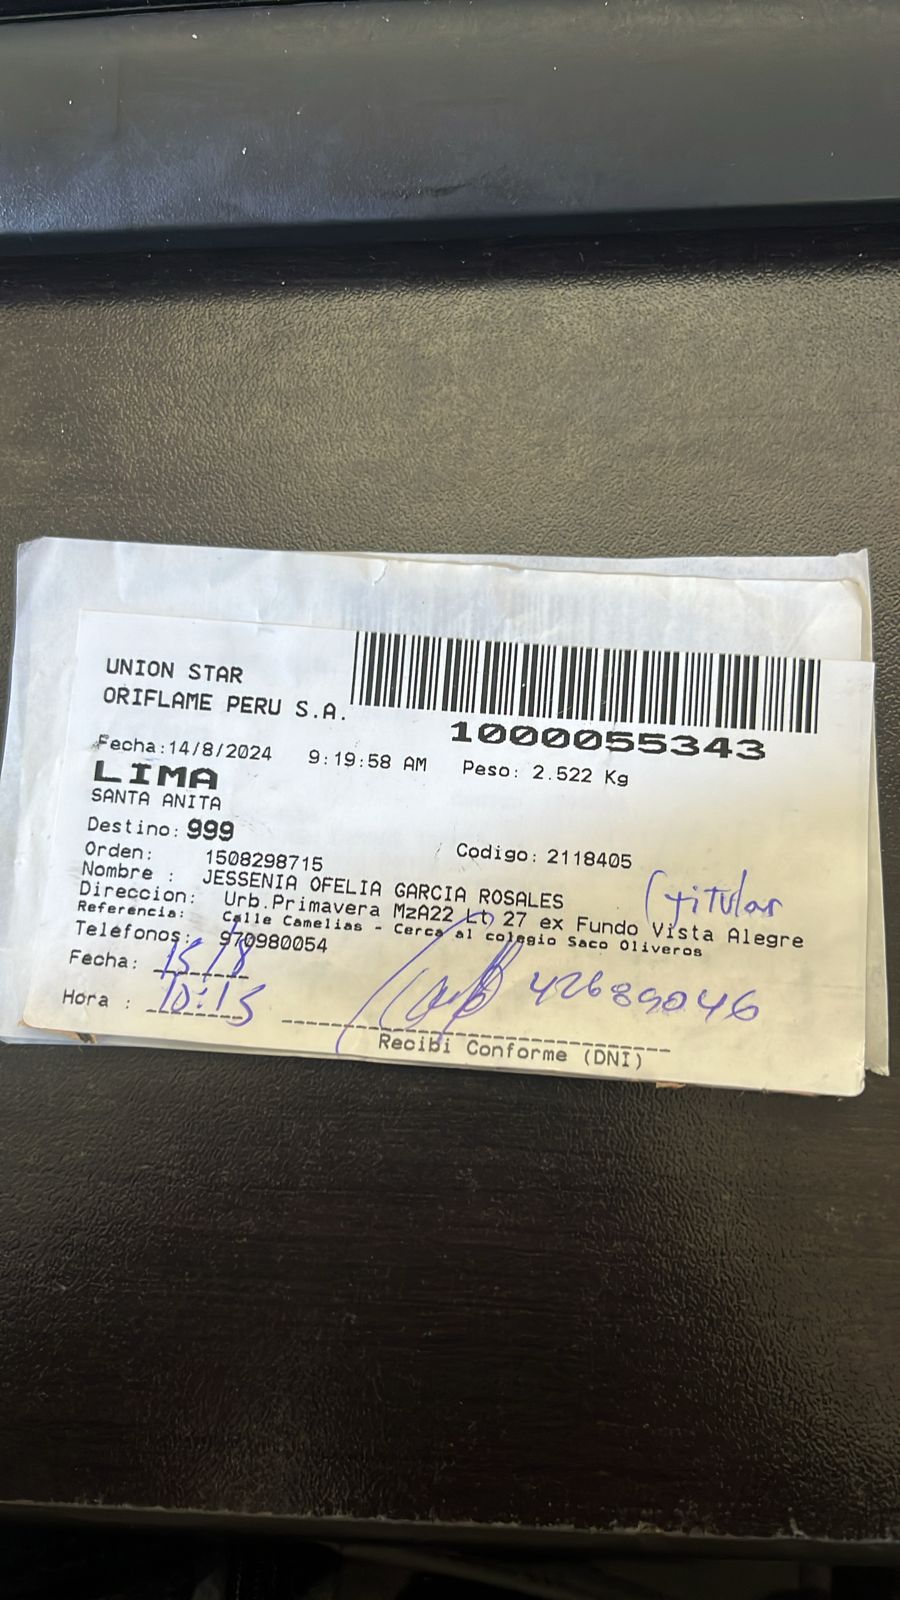 UNION STAR
ORIFLAME PERU S.A.
1000055343
Fecha:14/8/2024 9:19:58 AM Peso: 2.522 Kg
LIMA
SANTA ANITA
Destino: 999
Orden: 1508298715 Codigo: 2118405
Nombre : JESSENIA OFELIA GARCIA ROSALES (titular
Direccion: Urb.Primavera MzA22 Lt 27 ex Fundo Vista Alegre
Referencia: Calle Camelias - Cerca al colegio Saco Oliveros
Teléfonos: 970980054
Fecha: 15/8
Hora : 10:15 42689046
Recibi Conforme (DNI)